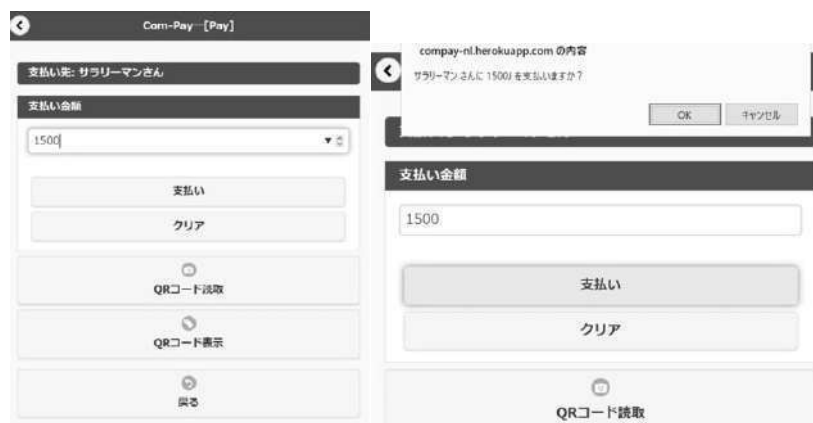 Com-Pay─[Pay]
支払い先: サラリーマンさん
支払い金額
1500
支払い
クリア
QRコード読取
QRコード表示
戻る
compay-nl.herokuapp.com の内容
サラリーマン さんに 1500J を支払いますか？
OK
キャンセル
支払い金額
1500
支払い
クリア
QRコード読取